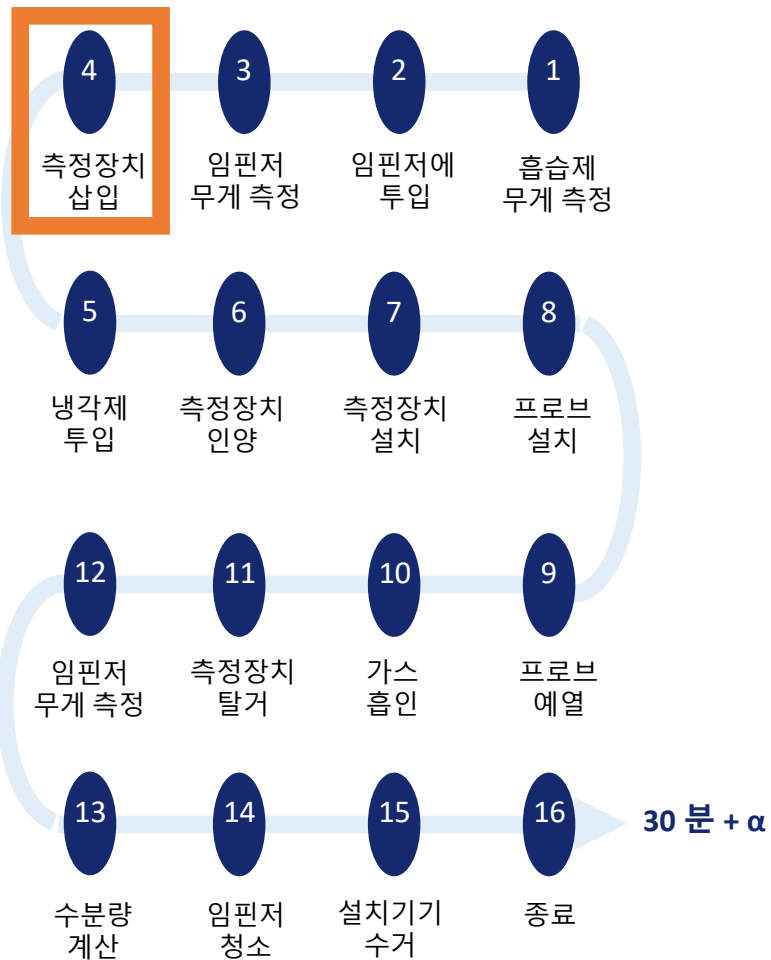 4
3
2
1
측정장치
삽입
임핀저
무게 측정
임핀저에
투입
흡습제
무게 측정
5
6
7
8
냉각제
투입
측정장치
인양
측정장치
설치
프로브
설치
12
11
10
9
임핀저
무게 측정
측정장치
탈거
가스
흡인
프로브
예열
13
14
15
16
30 분 + α
수분량
계산
임핀저
청소
설치기기
수거
종료